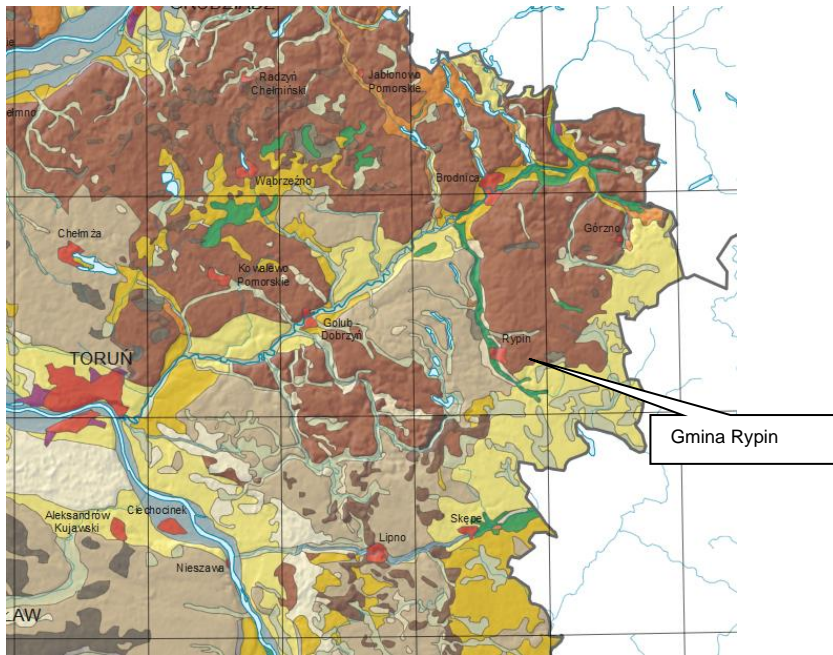 Radzyń
Chełmiński
Jabłonowo
Pomorskie
Wąbrzeźno
Brodnica
Chełmża
Górzno
Kowalewo
Pomorskie
Golub -
Dobrzyń
Rypin
TORUŃ
Gmina Rypin
Aleksandrów
Kujawski
Ciechocinek
Skępe
Lipno
Nieszawa
ŁAW